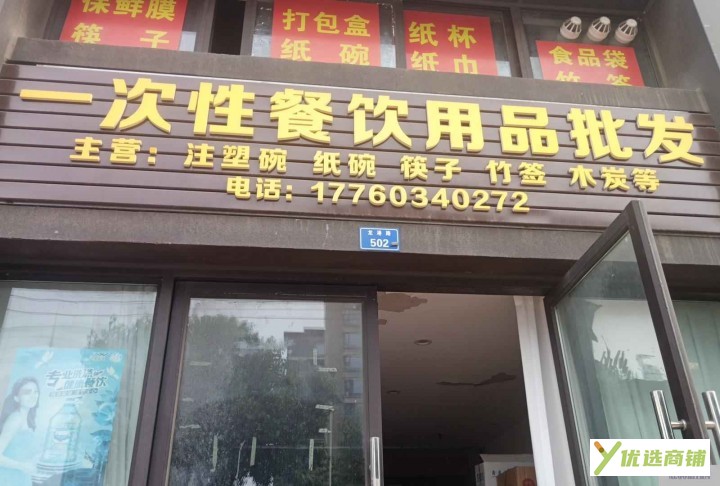 保鲜膜
筷子
打包盒
纸碗
纸杯
纸巾
食品袋
竹签
一次性餐饮用品批发
主营：注塑碗 纸碗 筷子 竹签 木炭等
电话：17760340272
502
优选商铺